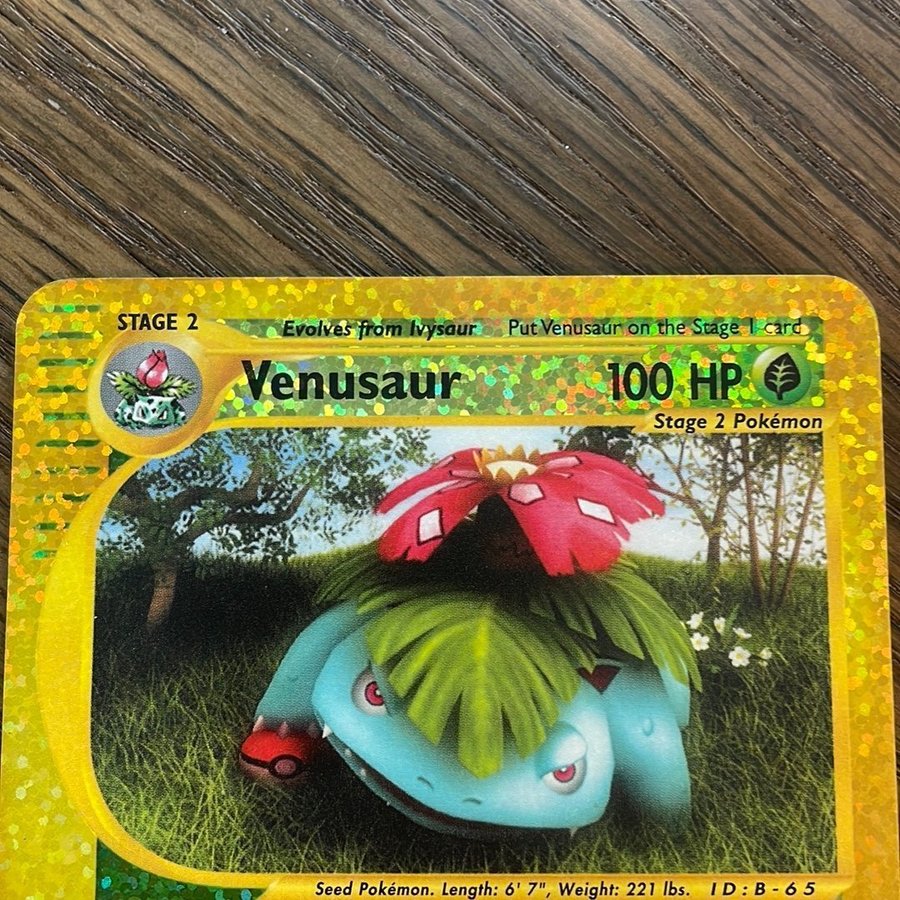 STAGE 2
Evolves from Ivysaur Put Venusaur on the Stage 1 card
Venusaur 100 HP
Stage 2 Pokémon
Seed Pokémon. Length: 6' 7", Weight: 221 lbs. ID:B-65